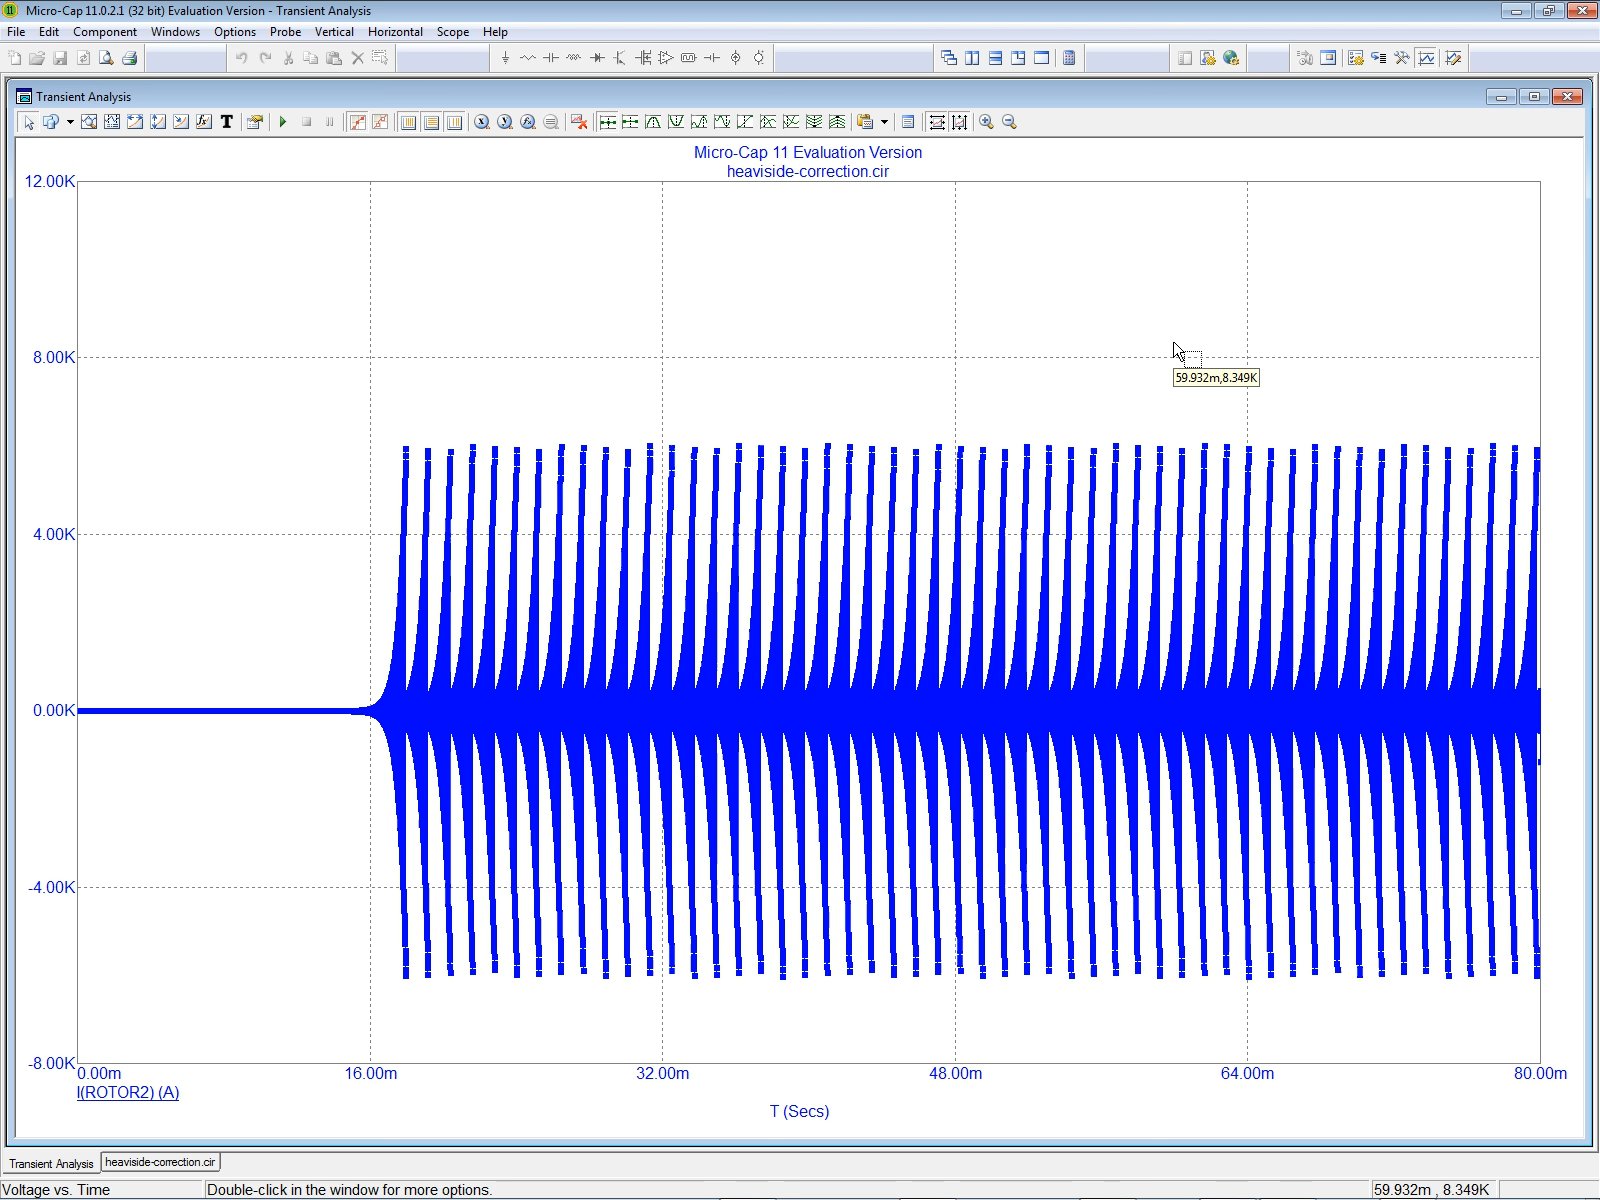 Micro-Cap 11.0.2.1 (32 bit) Evaluation Version - Transient Analysis
File Edit Component Windows Options Probe Vertical Horizontal Scope Help
Transient Analysis
T
Micro-Cap 11 Evaluation Version
heaviside-correction.cir
12.00K
8.00K
59.932m,8.349K
4.00K
0.00K
-4.00K
-8.00K
0.00m 16.00m 32.00m 48.00m 64.00m 80.00m
I(ROTOR2) (A)
T (Secs)
Transient Analysis heaviside-correction.cir
Voltage vs. Time Double-click in the window for more options. 59.932m , 8.349K